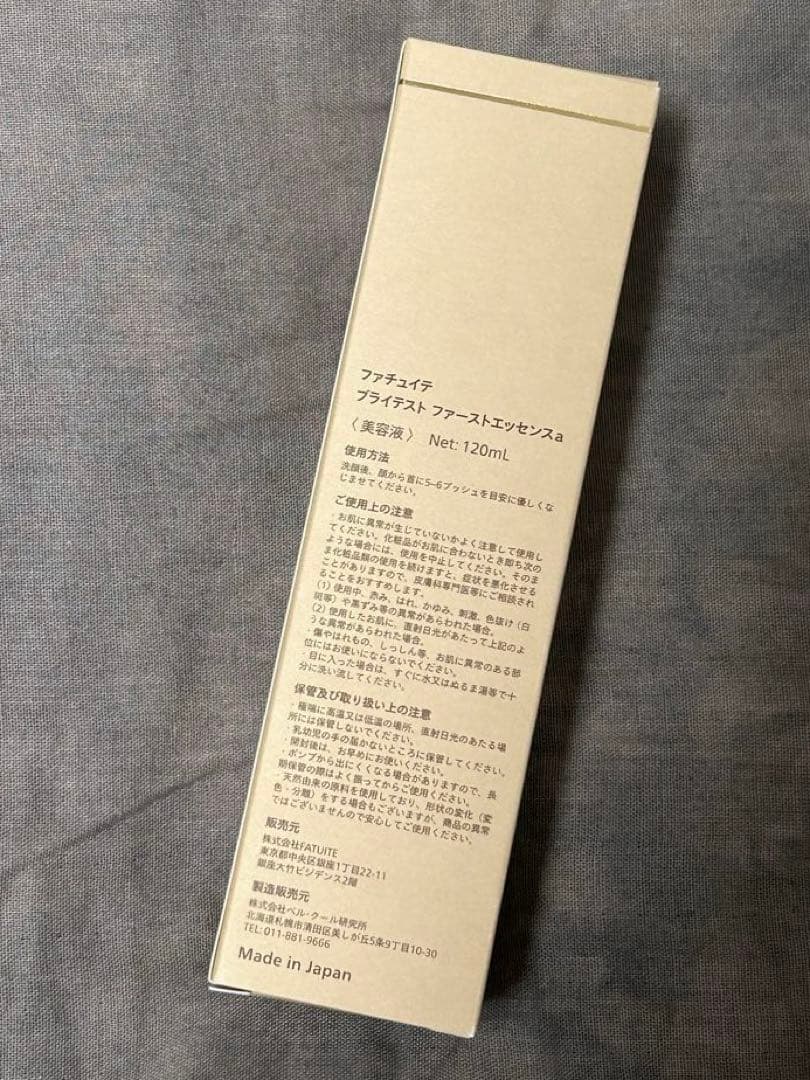 ファチュイテ
ブライテスト ファーストエッセンスa
〈美容液〉 Net: 120mL
使用方法
洗顔後、顔から首に5–6プッシュを目安に優しくな
じませてください。
ご使用上の注意
・お肌に異常が生じていないかよく注意して使用し
てください。化粧品がお肌に合わないとき即ち次の
ような場合には、使用を中止してください。そのま
ま化粧品類の使用を続けますと、症状を悪化させる
ことがありますので、皮膚科専門医等にご相談され
ることをおすすめします。
(1) 使用中、赤み、はれ、かゆみ、刺激、色抜け (白
斑等) や黒ずみ等の異常があらわれた場合。
(2) 使用したお肌に、直射日光があたって上記のよ
うな異常があらわれた場合。
・傷やはれもの、しっしん等、お肌に異常のある部
位にはお使いにならないでください。
・目に入った場合は、すぐに水又はぬるま湯等で十
分に洗い流してください。
保管及び取り扱い上の注意
・極端に高温又は低温の場所、直射日光のあたる場
所には保管しないでください。
・乳幼児の手の届かないところに保管してください。
・開封後は、お早めにお使いください。
・ポンプから出にくくなる場合がありますので、長
期保管の際はよく振ってからご使用ください。
・天然由来の原料を使用しており、形状の変化 (変
色・分離) をする場合もございますが、商品の異常
ではございませんので安心してご使用ください。
販売元
株式会社FATUITE
東京都中央区銀座1丁目22-11
銀座大竹ビジデンス2階
製造販売元
株式会社ベル・クール研究所
北海道札幌市清田区美しが丘5条9丁目10-30
TEL: 011-881-9666
Made in Japan